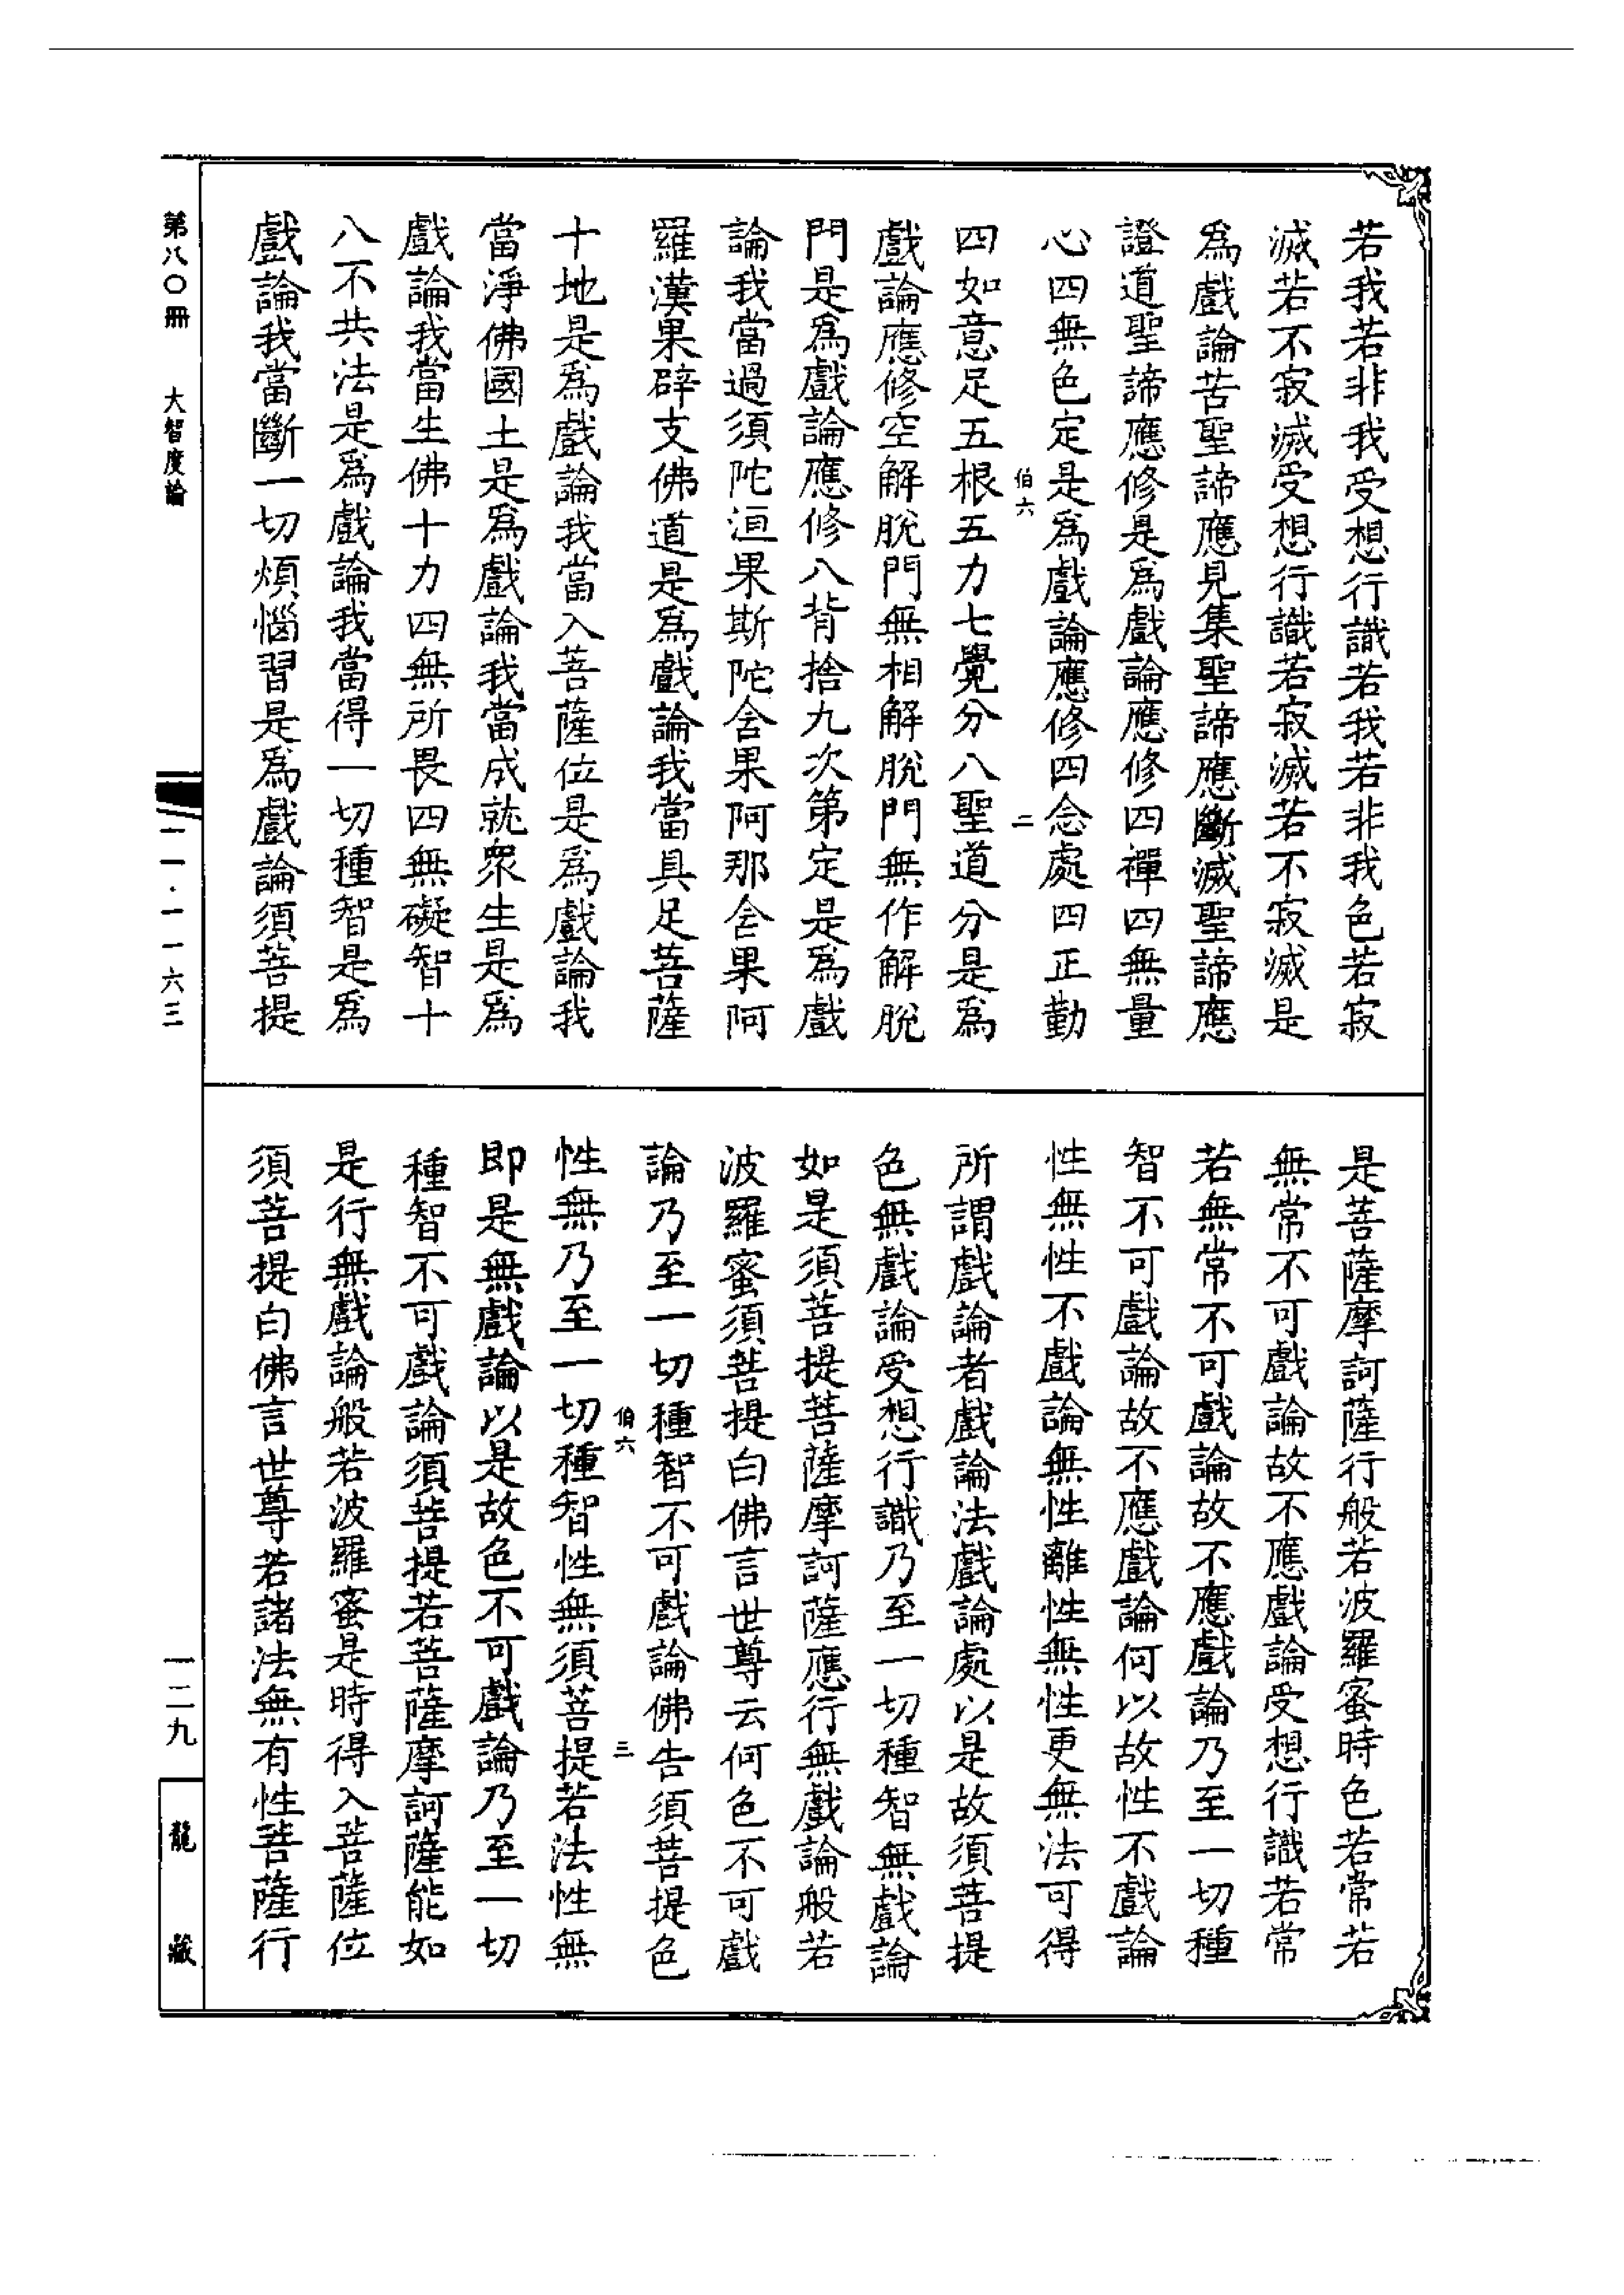 若我若非我受想行識若我若非我色若寂
滅若不寂滅受想行識若寂滅若不寂滅是
爲戲論苦聖諦應見集聖諦應斷滅聖諦應
證道聖諦應修是爲戲論應修四禪四無量
心四無色定是爲戲論應修四念處四正勤
伯六 二
四如意足五根五力七覺分八聖道分是爲
戲論應修空解脫門無相解脫門無作解脫
門是爲戲論應修八背捨九次第定是爲戲
論我當過須陀洹果斯陀含果阿那含果阿
羅漢果辟支佛道是爲戲論我當具足菩薩
十地是爲戲論我當入菩薩位是爲戲論我
當淨佛國土是爲戲論我當成就衆生是爲
戲論我當生佛十力四無所畏四無礙智十
八不共法是爲戲論我當得一切種智是爲
戲論我當斷一切煩惱習是爲戲論須菩提
是菩薩摩訶薩行般若波羅蜜時色若常若
無常不可戲論故不應戲論受想行識若常
若無常不可戲論故不應戲論乃至一切種
智不可戲論故不應戲論何以故性不戲論
性無性不戲論無性離性無性更無法可得
所謂戲論者戲論法戲論處以是故須菩提
色無戲論受想行識乃至一切種智無戲論
如是須菩提菩薩摩訶薩應行無戲論般若
波羅蜜須菩提白佛言世尊云何色不可戲
論乃至一切種智不可戲論佛告須菩提色
伯六 三
性無乃至一切種智性無須菩提若法性無
即是無戲論以是故色不可戲論乃至一切
種智不可戲論須菩提若菩薩摩訶薩能如
是行無戲論般若波羅蜜是時得入菩薩位
須菩提白佛言世尊若諸法無有性菩薩行
第八〇冊 大智度論
一一·一一六三
一二九
龍藏